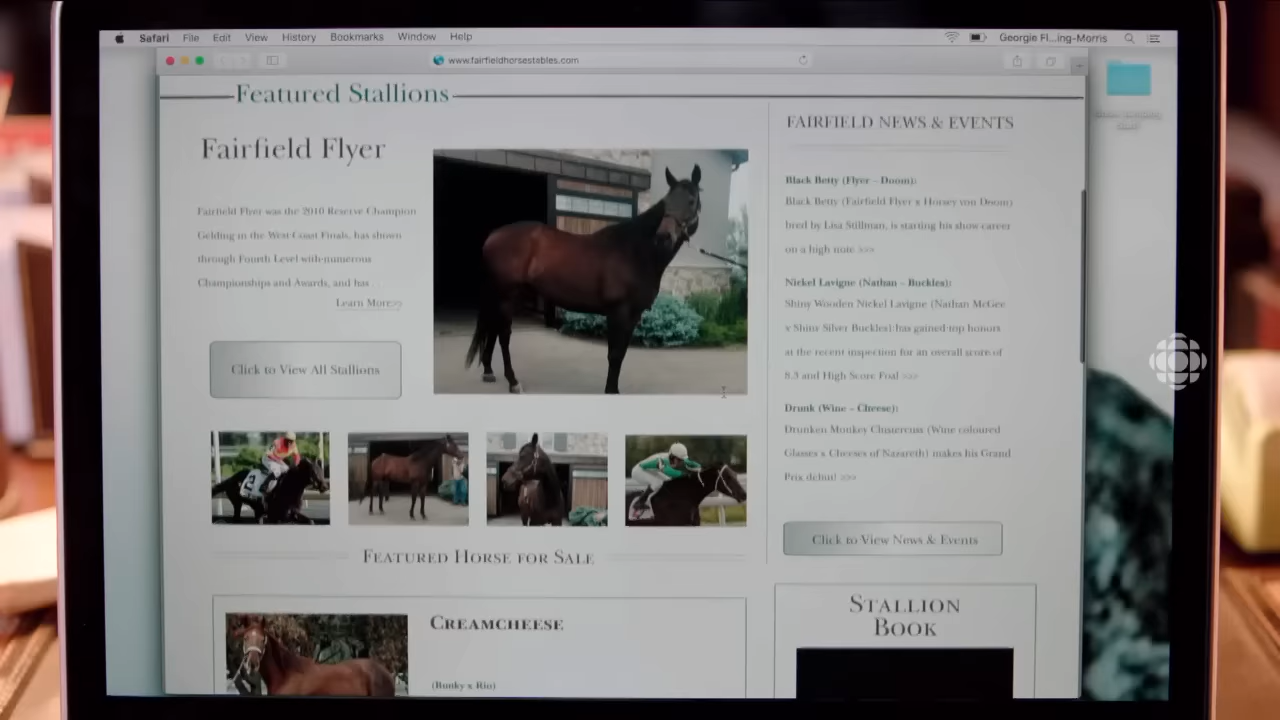 Safari File Edit View History Bookmarks Window Help Georgie Fl...ing-Morris
www.fairfieldhorsestables.com
Featured Stallions
Fairfield Flyer
Fairfield Flyer was the 2010 Reserve Champion
Gelding in the West Coast Finals, has shown
through Fourth Level with numerous
Championships and Awards, and has . .
Learn More>>
Click to View All Stallions
2
FEATURED HORSE FOR SALE
CREAMCHEESE
(Bunky x Rio)
FAIRFIELD NEWS & EVENTS
Black Betty (Flyer – Doom):
Black Betty (Fairfield Flyer x Horsey von Doom)
bred by Lisa Stillman, is starting his show career
on a high note >>>
Nickel Lavigne (Nathan – Buckles):
Shiny Wooden Nickel Lavigne (Nathan McGee
x Shiny Silver Buckles) has gained top honors
at the recent inspection for an overall score of
8.3 and High Score Foal >>>
Drunk (Wine – Cheese):
Drunken Monkey (Wine coloured
Glasses x Cheeses of Nazareth) makes his Grand
Prix debut! >>>
Click to View News & Events
STALLION
BOOK